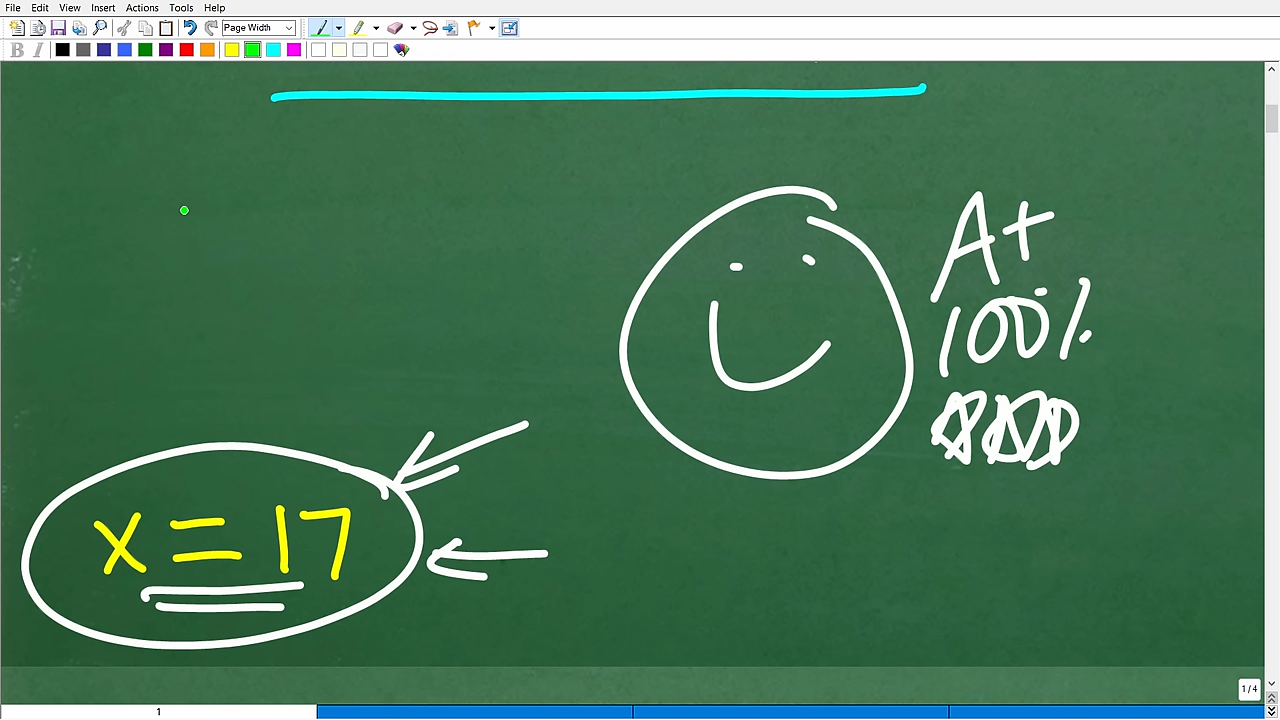 File Edit View Insert Actions Tools Help
Page Width
B I
A+
100%
x = 17
1/4
1